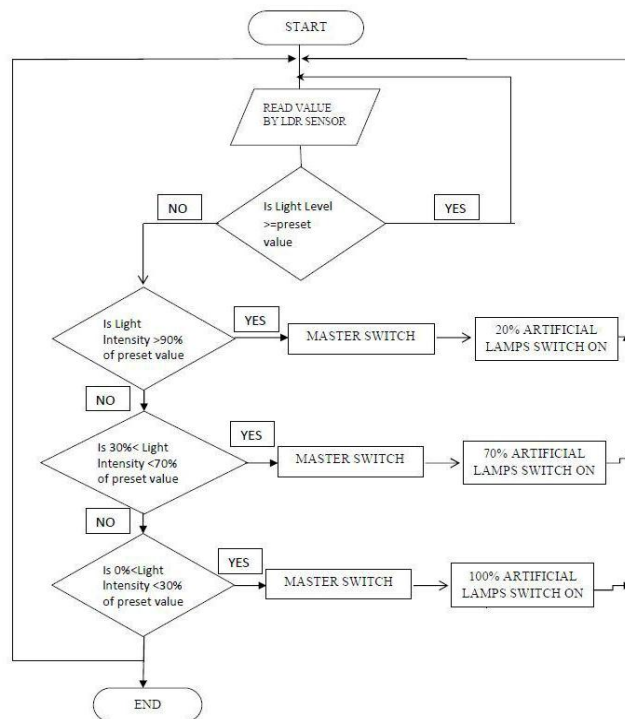 START
READ VALUE
BY LDR SENSOR
Is Light Level
>=preset
value
NO
YES
Is Light
Intensity >90%
of preset value
YES
MASTER SWITCH
20% ARTIFICIAL
LAMPS SWITCH ON
NO
Is 30%< Light
Intensity <70%
of preset value
YES
MASTER SWITCH
70% ARTIFICIAL
LAMPS SWITCH ON
NO
Is 0%<Light
Intensity <30%
of preset value
YES
MASTER SWITCH
100% ARTIFICIAL
LAMPS SWITCH ON
END